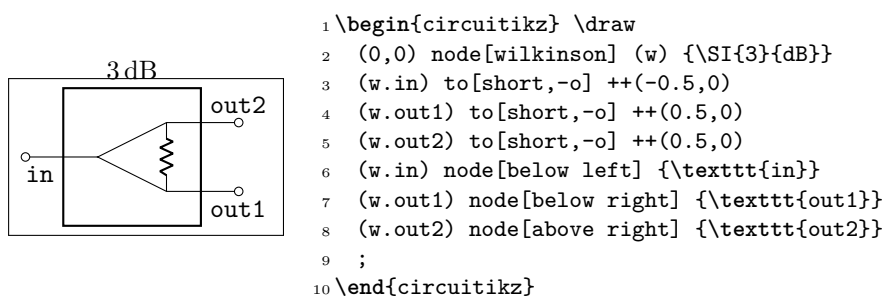 3 dB
out2
in
out1
1 \begin{circuitikz} \draw
2 (0,0) node[wilkinson] (w) {\SI{3}{dB}}
3 (w.in) to[short,-o] ++(-0.5,0)
4 (w.out1) to[short,-o] ++(0.5,0)
5 (w.out2) to[short,-o] ++(0.5,0)
6 (w.in) node[below left] {\texttt{in}}
7 (w.out1) node[below right] {\texttt{out1}}
8 (w.out2) node[above right] {\texttt{out2}}
9 ;
10 \end{circuitikz}